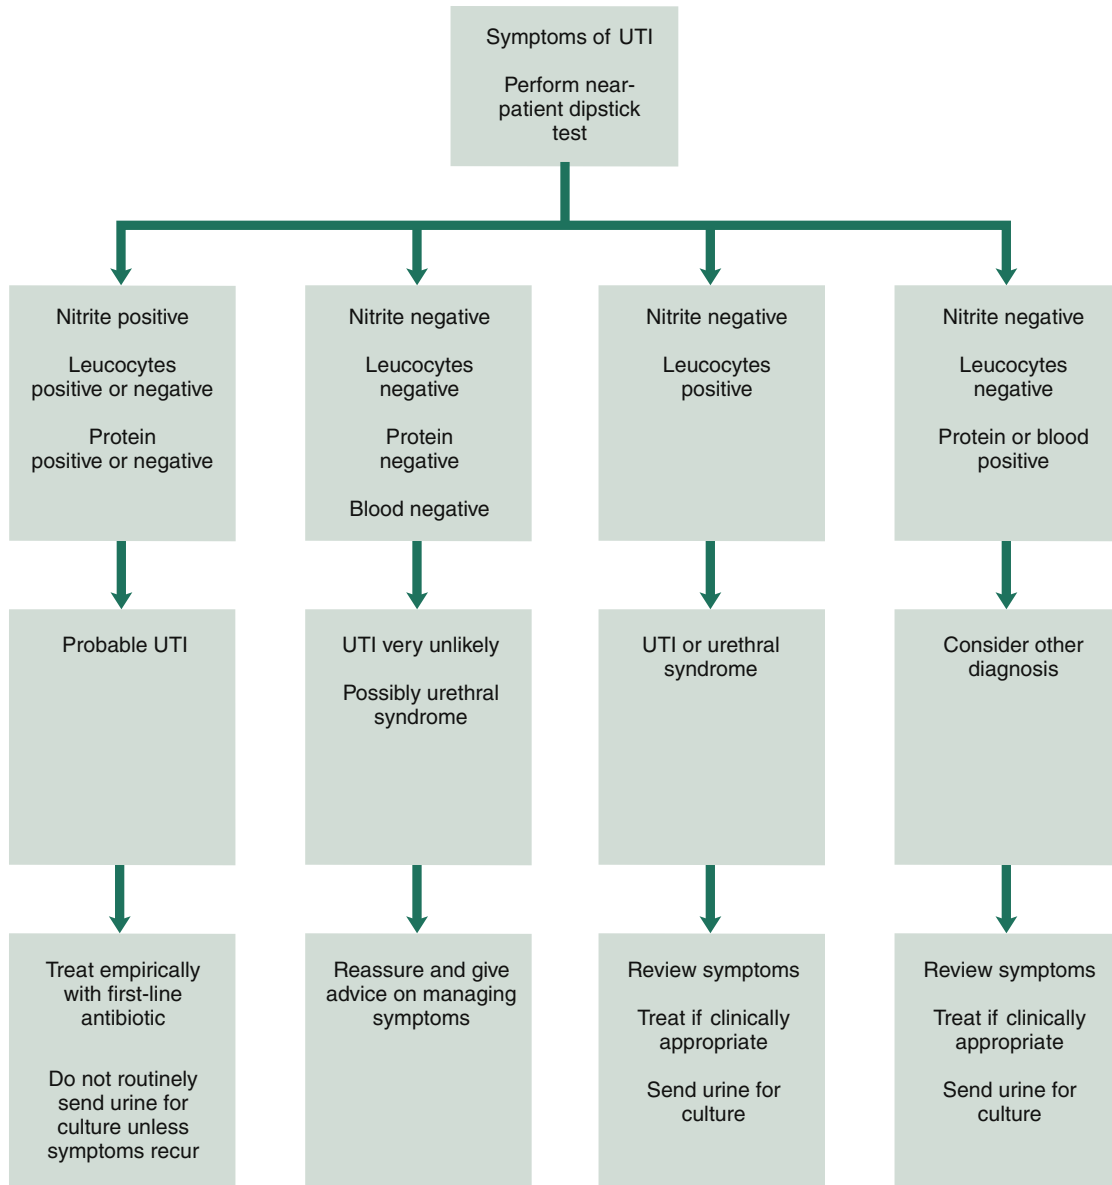 Symptoms of UTI
Perform near-
patient dipstick
test
Nitrite positive
Leucocytes
positive or negative
Protein
positive or negative
Nitrite negative
Leucocytes
negative
Protein
negative
Blood negative
Nitrite negative
Leucocytes
positive
Nitrite negative
Leucocytes
negative
Protein or blood
positive
Probable UTI
UTI very unlikely
Possibly urethral
syndrome
UTI or urethral
syndrome
Consider other
diagnosis
Treat empirically
with first-line
antibiotic
Do not routinely
send urine for
culture unless
symptoms recur
Reassure and give
advice on managing
symptoms
Review symptoms
Treat if clinically
appropriate
Send urine for
culture
Review symptoms
Treat if clinically
appropriate
Send urine for
culture